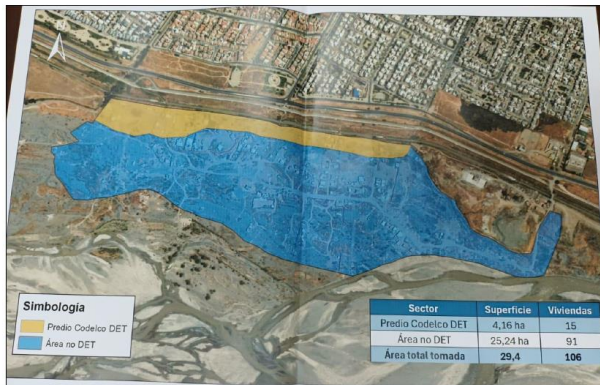 Simbología
Predio Codelco DET
Área no DET
Sector Superficie Viviendas
Predio Codelco DET 4,16 ha 15
Área no DET 25,24 ha 91
Área total tomada 29,4 106